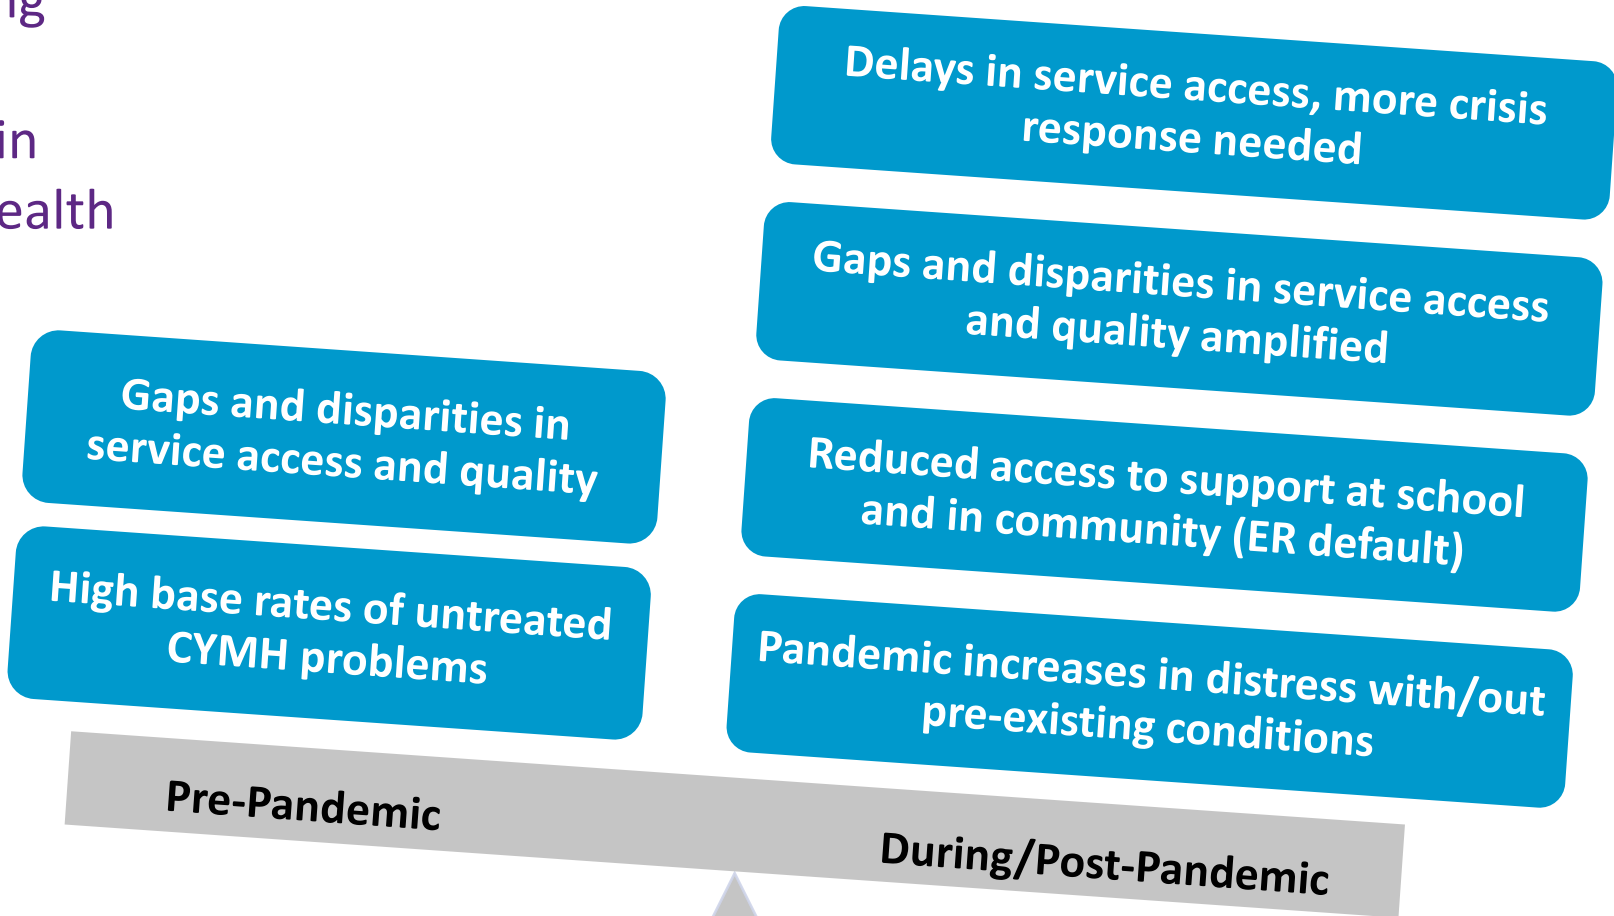 ng
in
ealth
Delays in service access, more crisis
response needed
Gaps and disparities in service access
and quality amplified
Reduced access to support at school
and in community (ER default)
Pandemic increases in distress with/out
pre-existing conditions
Gaps and disparities in
service access and quality
High base rates of untreated
CYMH problems
Pre-Pandemic
During/Post-Pandemic